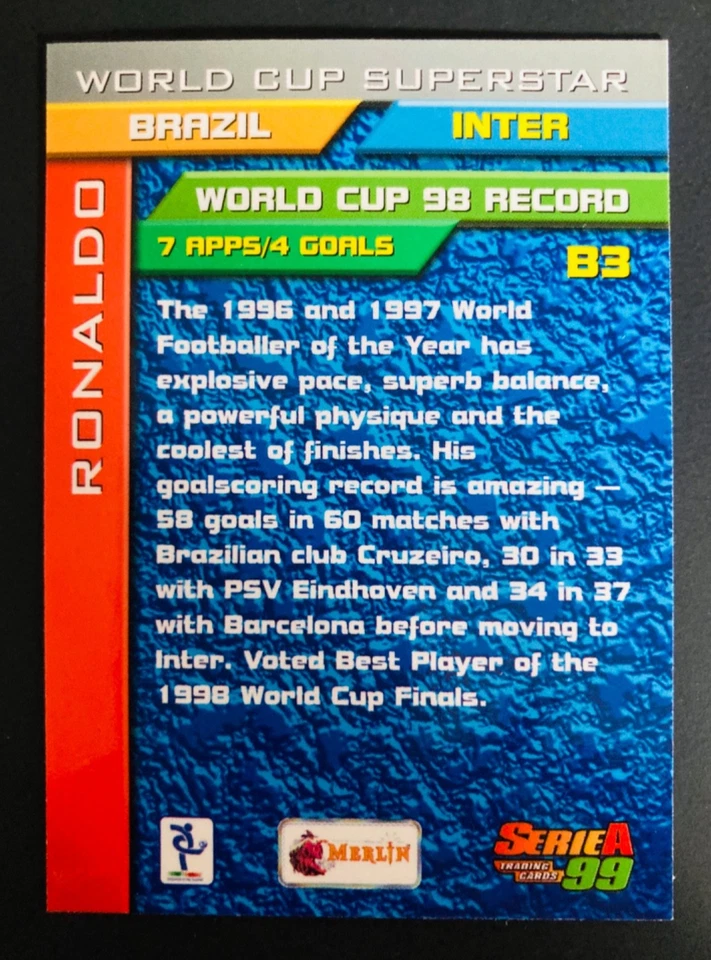 WORLD CUP SUPERSTAR
BRAZIL
INTER
RONALDO
WORLD CUP 98 RECORD
7 APPS/4 GOALS
B3
The 1996 and 1997 World
Footballer of the Year has
explosive pace, superb balance,
a powerful physique and the
coolest of finishes. His
goalscoring record is amazing —
58 goals in 60 matches with
Brazilian club Cruzeiro, 30 in 33
with PSV Eindhoven and 34 in 37
with Barcelona before moving to
Inter. Voted Best Player of the
1998 World Cup Finals.
MERLIN
SERIE A
TRADING
CARDS
99